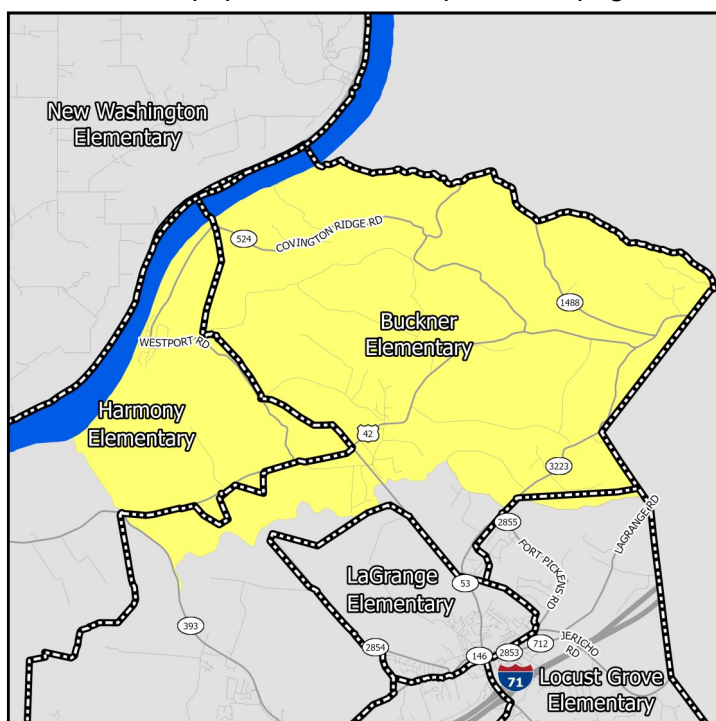 New Washington
Elementary
524
COVINGTON RIDGE RD
1488
Buckner
Elementary
WESTPORT RD
Harmony
Elementary
42
3223
2855
LAGRANGE RD
FORT PICKENS RD
LaGrange
Elementary
53
393
2854
146
2853
712
JERICHO
RD
71
Locust Grove
Elementary